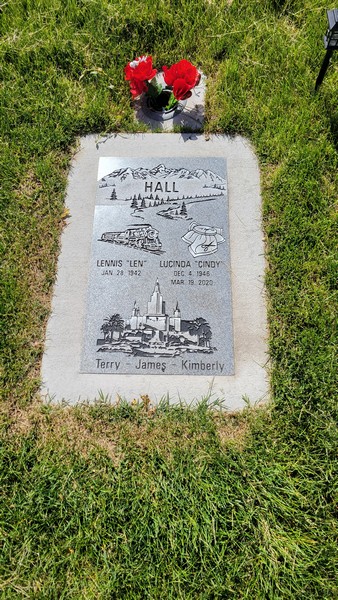 HALL
LENNIS "LEN" LUCINDA "CINDY"
JAN. 28, 1942 DEC. 4, 1946
MAR. 19, 2020
Terry - James - Kimberly